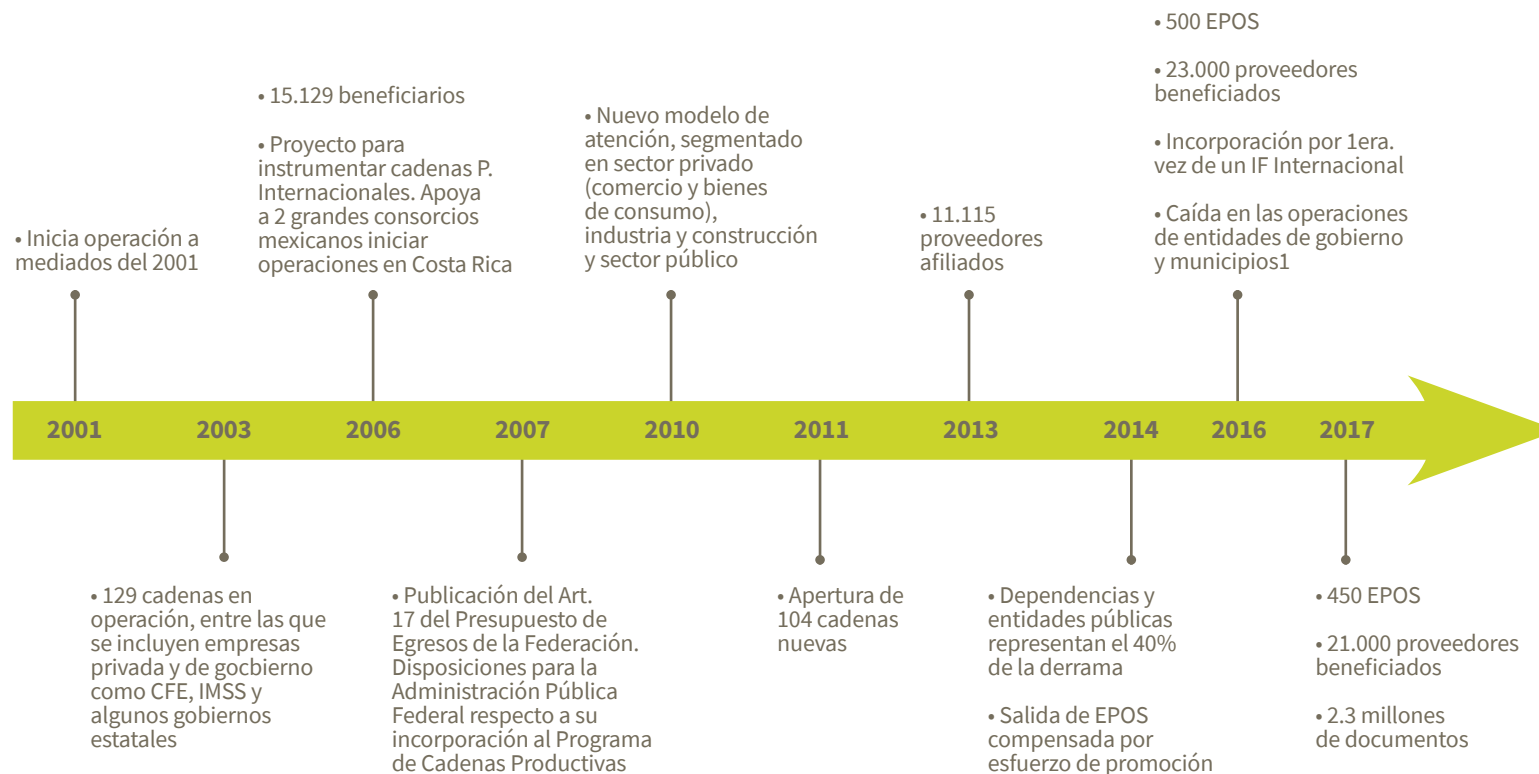 • Inicia operación a
mediados del 2001
• 15.129 beneficiarios
• Proyecto para
instrumentar cadenas P.
Internacionales. Apoya
a 2 grandes consorcios
mexicanos iniciar
operaciones en Costa Rica
• Nuevo modelo de
atención, segmentado
en sector privado
(comercio y bienes
de consumo),
industria y construcción
y sector público
• 11.115
proveedores
afiliados
• 500 EPOS
• 23.000 proveedores
beneficiados
• Incorporación por 1era.
vez de un IF Internacional
• Caída en las operaciones
de entidades de gobierno
y municipios1
2001 2003 2006 2007 2010 2011 2013 2014 2016 2017
• 129 cadenas en
operación, entre las que
se incluyen empresas
privada y de gocbierno
como CFE, IMSS y
algunos gobiernos
estatales
• Publicación del Art.
17 del Presupuesto de
Egresos de la Federación.
Disposiciones para la
Administración Pública
Federal respecto a su
incorporación al Programa
de Cadenas Productivas
• Apertura de
104 cadenas
nuevas
• Dependencias y
entidades públicas
representan el 40%
de la derrama
• Salida de EPOS
compensada por
esfuerzo de promoción
• 450 EPOS
• 21.000 proveedores
beneficiados
• 2.3 millones
de documentos